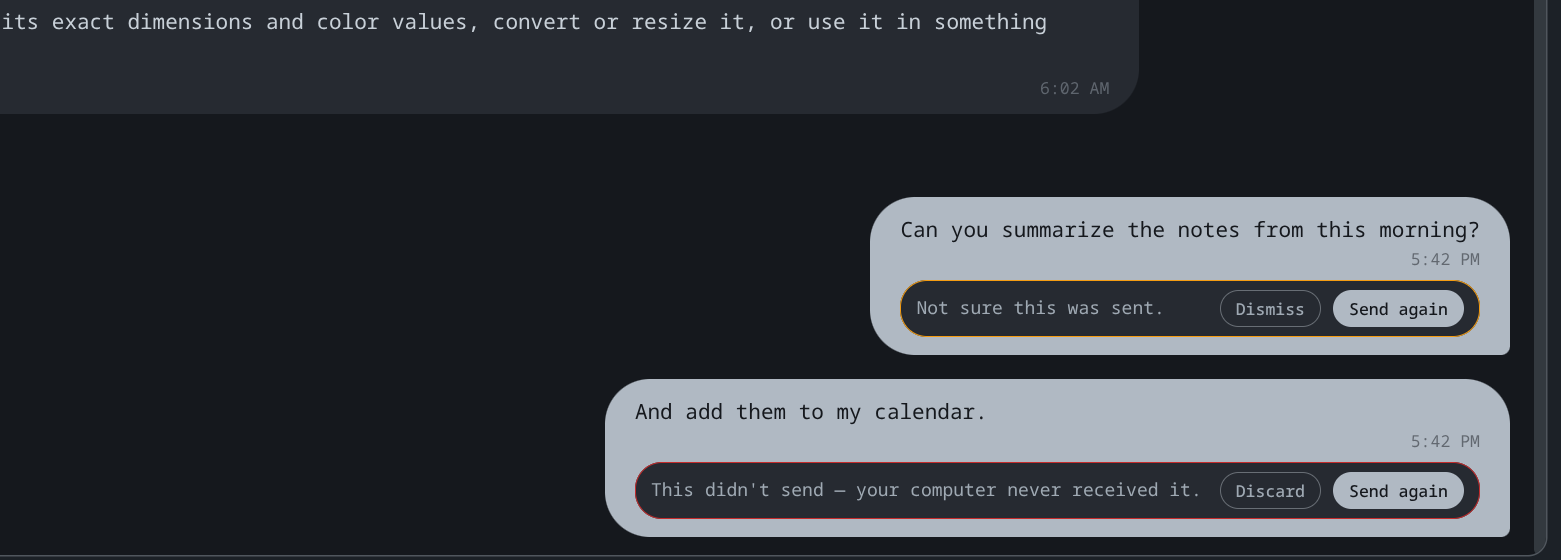 its exact dimensions and color values, convert or resize it, or use it in something
6:02 AM
Can you summarize the notes from this morning?
5:42 PM
Not sure this was sent. Dismiss Send again
And add them to my calendar.
5:42 PM
This didn't send — your computer never received it. Discard Send again